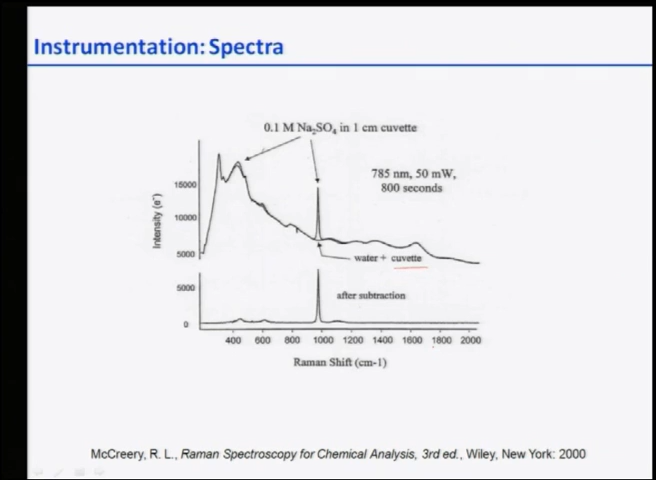 Instrumentation: Spectra
0.1 M Na₂SO₄ in 1 cm cuvette
785 nm, 50 mW,
800 seconds
15000
10000
5000
Intensity (e⁻)
water + cuvette
5000
0
after subtraction
400 600 800 1000 1200 1400 1600 1800 2000
Raman Shift (cm-1)
McCreery, R. L., Raman Spectroscopy for Chemical Analysis, 3rd ed., Wiley, New York: 2000